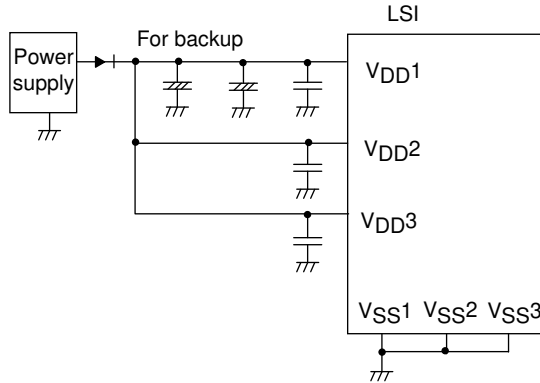 LSI
Power
supply
For backup
VDD1
VDD2
VDD3
VSS1 VSS2 VSS3